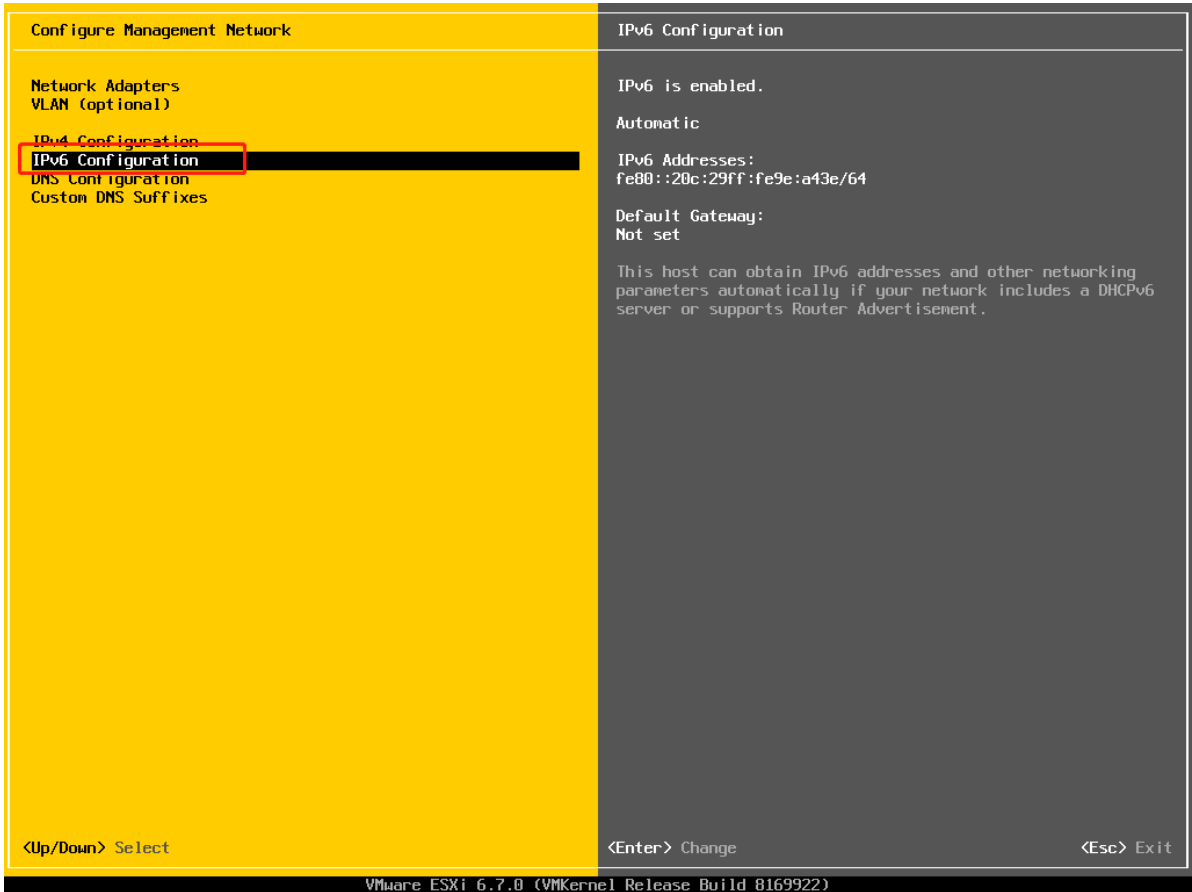 Configure Management Network
Network Adapters
VLAN (optional)
IPv4 Configuration
IPv6 Configuration
DNS Configuration
Custom DNS Suffixes
IPv6 Configuration
IPv6 is enabled.
Automatic
IPv6 Addresses:
fe80::20c:29ff:fe9e:a43e/64
Default Gateway:
Not set
This host can obtain IPv6 addresses and other networking
parameters automatically if your network includes a DHCPv6
server or supports Router Advertisement.
<Up/Down> Select
<Enter> Change
<Esc> Exit
VMware ESXi 6.7.0 (VMKernel Release Build 8169922)